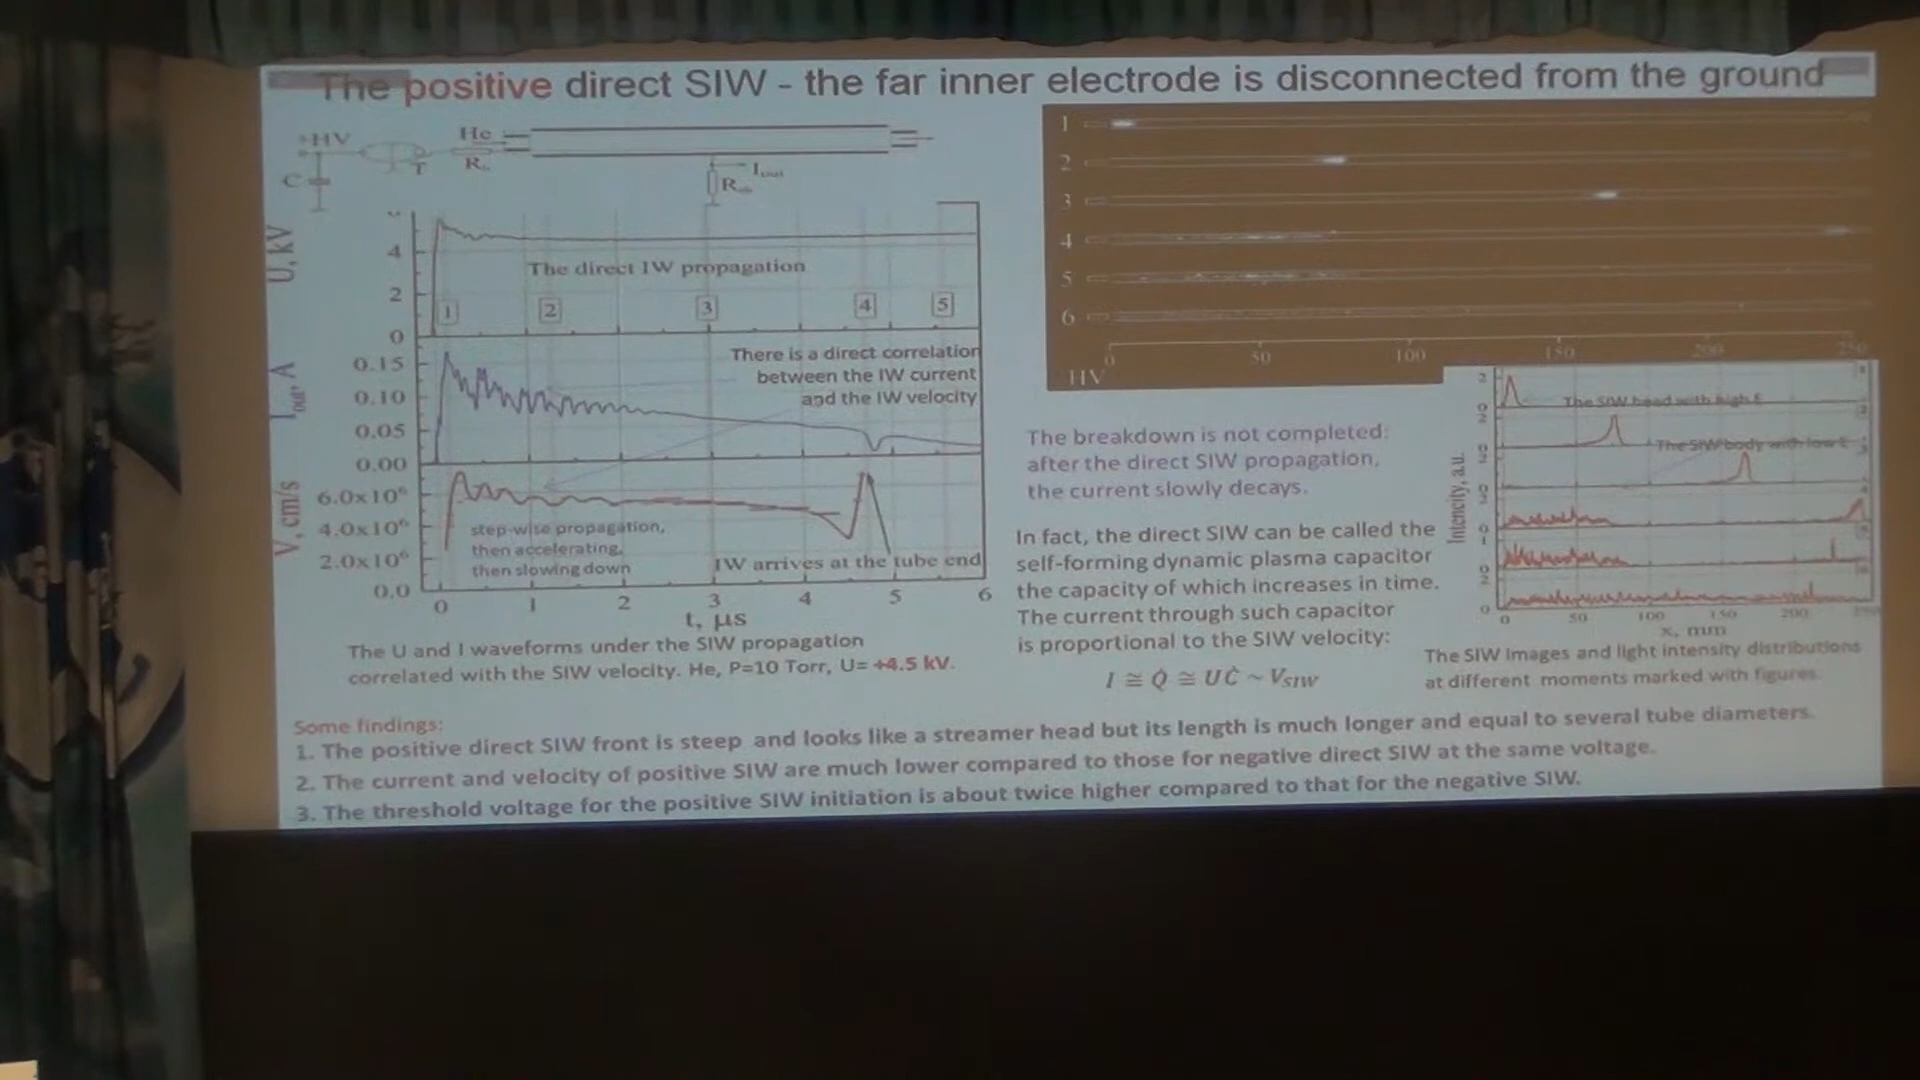 The positive direct SIW - the far inner electrode is disconnected from the ground
+HV
He
C
T
R
R
Iout
U, kV
4
2
0
The direct IW propagation
1
2
3
4
5
Iout, A
0.15
0.10
0.05
0.00
There is a direct correlation
between the IW current
and the IW velocity
V, cm/s
6.0x10⁶
4.0x10⁶
2.0x10⁶
0.0
step-wise propagation,
then accelerating,
then slowing down
IW arrives at the tube end
0 1 2 3 4 5 6
t, μs
The U and I waveforms under the SIW propagation
correlated with the SIW velocity. He, P=10 Torr, U= +4.5 kV.
1
2
3
4
5
6
0 50 100 150 200 250
HV
The breakdown is not completed:
after the direct SIW propagation,
the current slowly decays.
In fact, the direct SIW can be called the
self-forming dynamic plasma capacitor
the capacity of which increases in time.
The current through such capacitor
is proportional to the SIW velocity:
I ≅ Q̇ ≅ UĊ ~ V_SIW
The SIW head with high E
The SIW body with low E
Intencity, a.u.
0 50 100 150 200 250
x, mm
The SIW images and light intensity distributions
at different moments marked with figures.
Some findings:
1. The positive direct SIW front is steep and looks like a streamer head but its length is much longer and equal to several tube diameters.
2. The current and velocity of positive SIW are much lower compared to those for negative direct SIW at the same voltage.
3. The threshold voltage for the positive SIW initiation is about twice higher compared to that for the negative SIW.